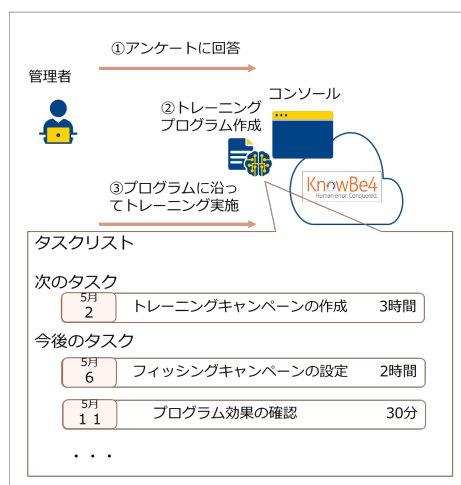 ①アンケートに回答
管理者
コンソール
②トレーニング
プログラム作成
KnowBe4
Human error. Conquered.
③プログラムに沿っ
てトレーニング実施
タスクリスト
次のタスク
5月
2
トレーニングキャンペーンの作成 3時間
今後のタスク
5月
6
フィッシングキャンペーンの設定 2時間
5月
11
プログラム効果の確認 30分
・・・